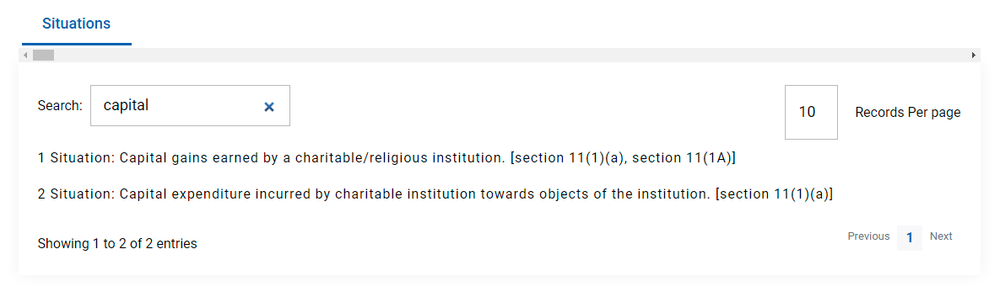 Situations
Search: capital × 10 Records Per page
1 Situation: Capital gains earned by a charitable/religious institution. [section 11(1)(a), section 11(1A)]
2 Situation: Capital expenditure incurred by charitable institution towards objects of the institution. [section 11(1)(a)]
Showing 1 to 2 of 2 entries Previous 1 Next